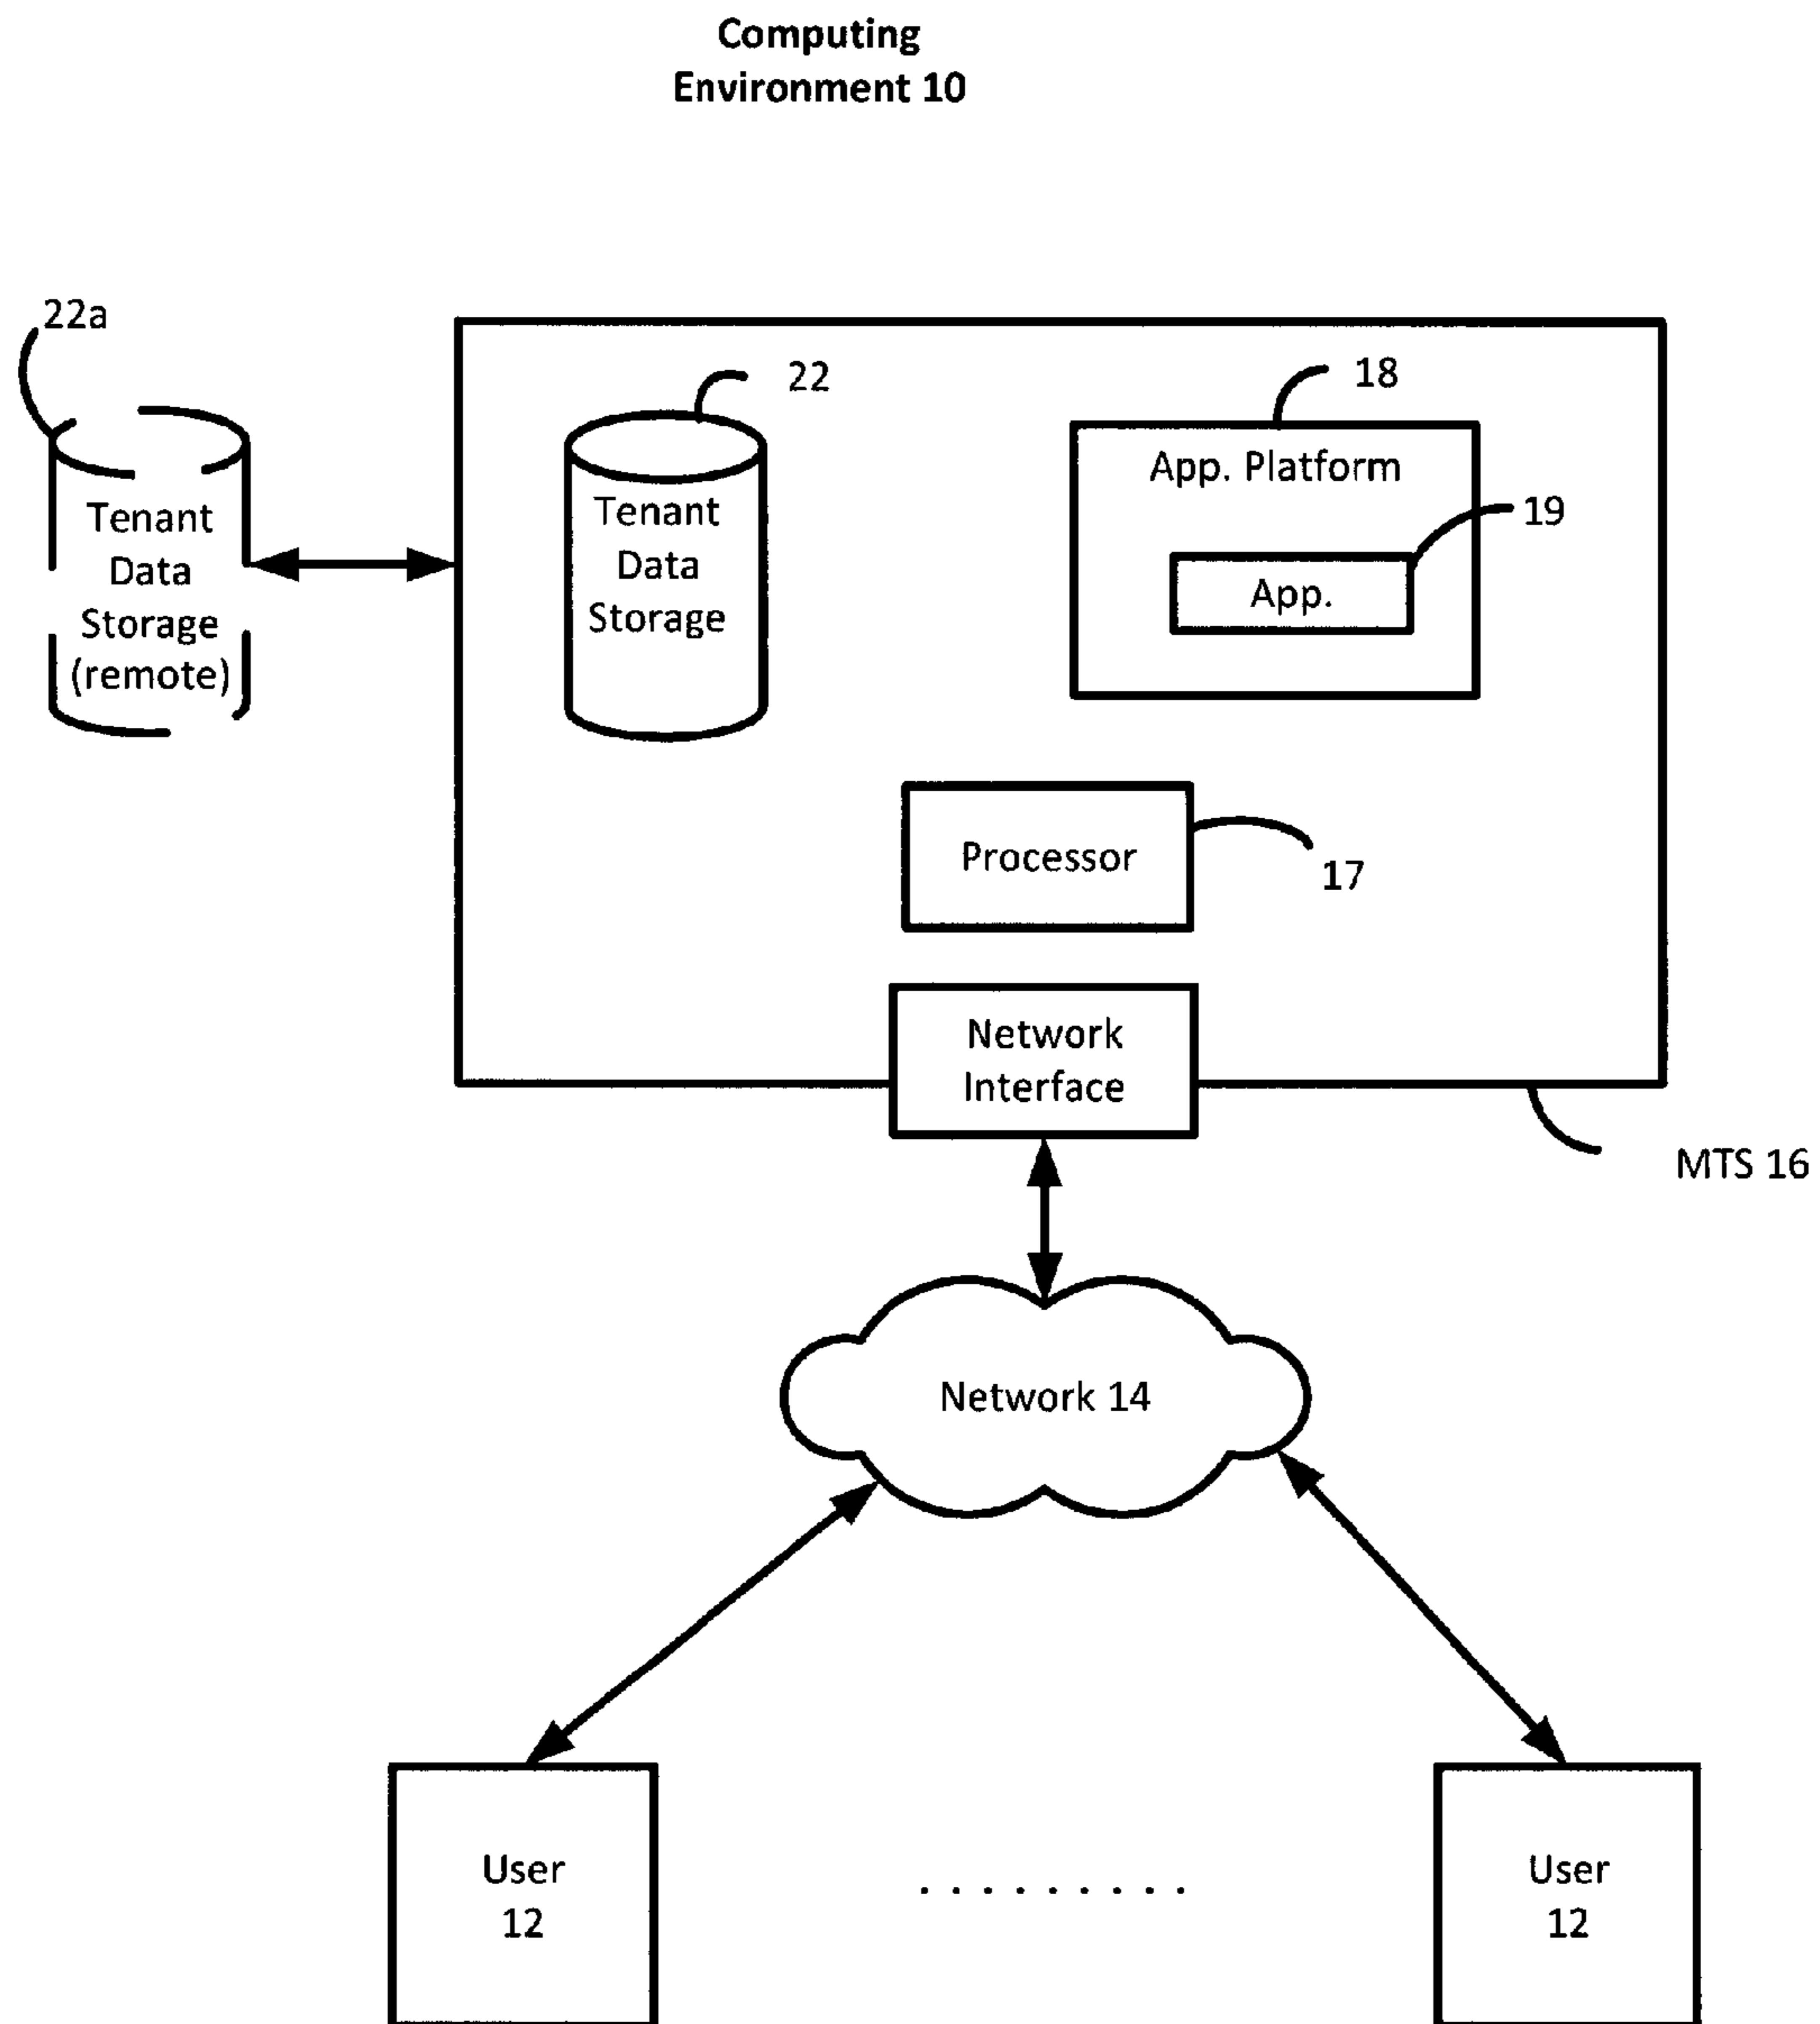 Computing
Environment 10
22a
22
18
App. Platform
19
App.
Tenant
Data
Storage
(remote)
Tenant
Data
Storage
Processor
17
Network
Interface
MTS 16
Network 14
User
12
. . . . . . . . .
User
12